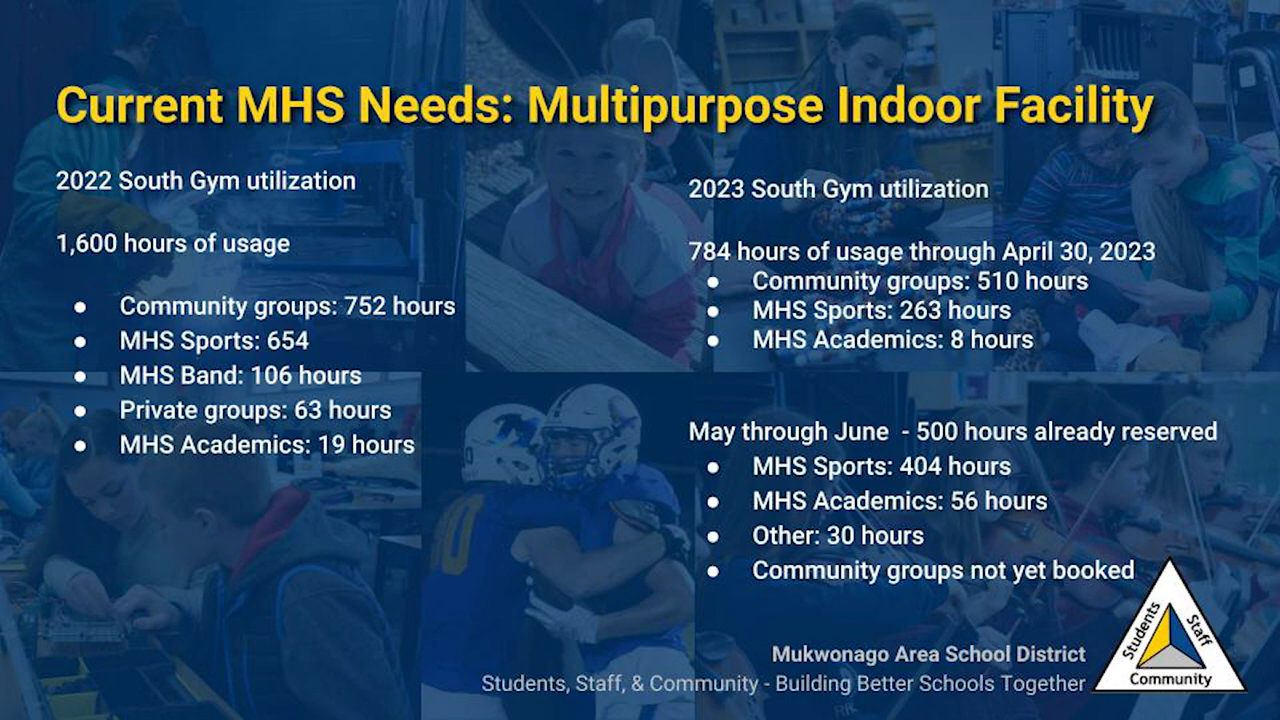 Current MHS Needs: Multipurpose Indoor Facility
2022 South Gym utilization
1,600 hours of usage
● Community groups: 752 hours
● MHS Sports: 654
● MHS Band: 106 hours
● Private groups: 63 hours
● MHS Academics: 19 hours
2023 South Gym utilization
784 hours of usage through April 30, 2023
● Community groups: 510 hours
● MHS Sports: 263 hours
● MHS Academics: 8 hours
May through June - 500 hours already reserved
● MHS Sports: 404 hours
● MHS Academics: 56 hours
● Other: 30 hours
● Community groups not yet booked
Mukwonago Area School District
Students, Staff, & Community - Building Better Schools Together
Students
Staff
Community
10